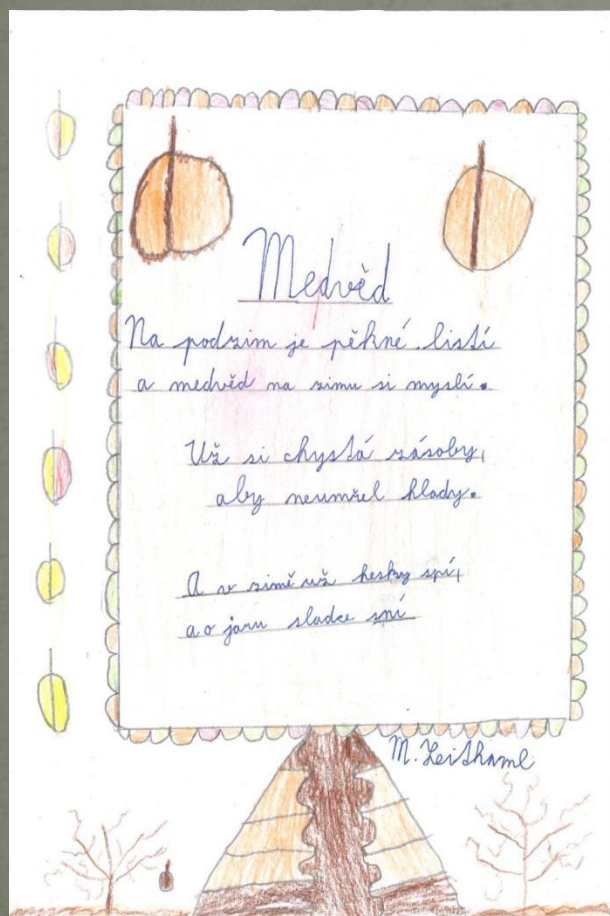 Medvěd
Na podzim je pěkné listí
a medvěd na zimu si myslí.
Už si chystá zásoby,
aby neumřel hlady.
A v zimě už hezky spí,
a o jaru sladce sní
M. Leithaml